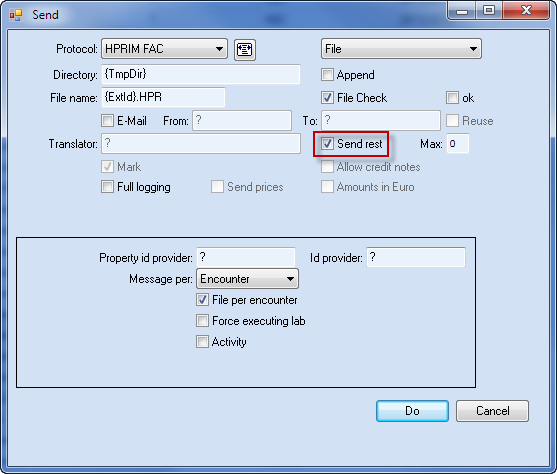 Send
Protocol: HPRIM FAC File
Directory: {TmpDir} Append
File name: {ExtId}.HPR File Check ok
E-Mail From: ? To: ? Reuse
Translator: ? Send rest Max: 0
Mark Allow credit notes
Full logging Send prices Amounts in Euro
Property id provider: ? Id provider: ?
Message per: Encounter
File per encounter
Force executing lab
Activity
Do Cancel